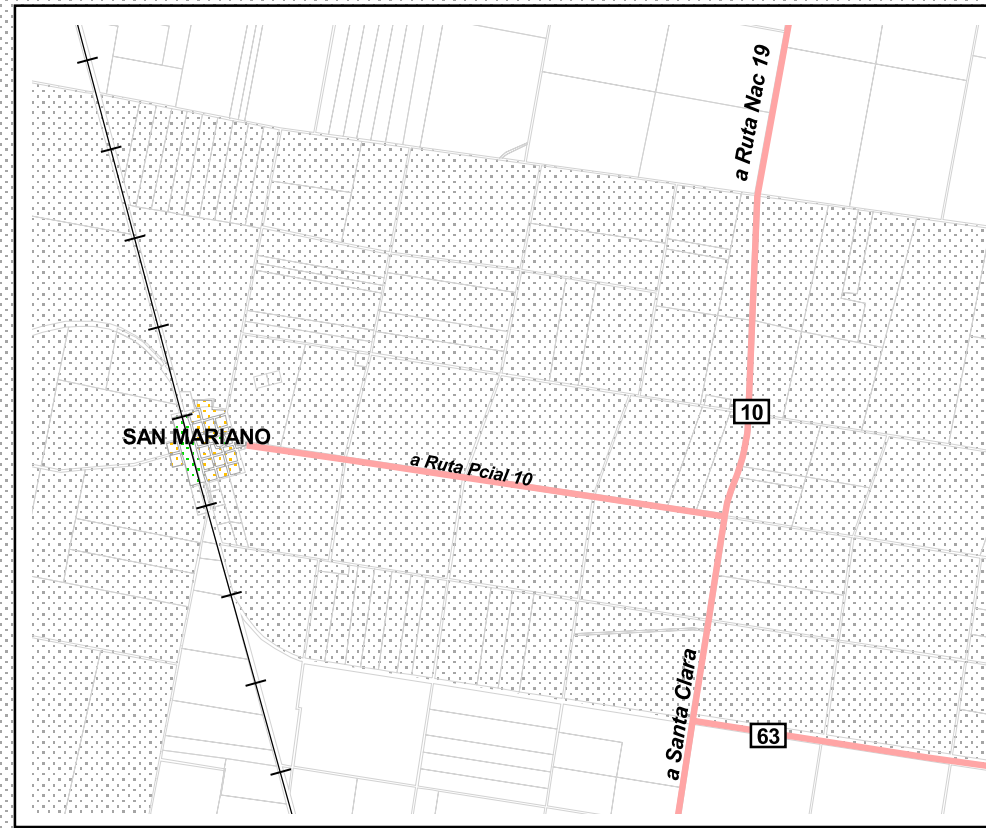 a Ruta Nac 19
10
SAN MARIANO
a Ruta Pcial 10
a Santa Clara
63